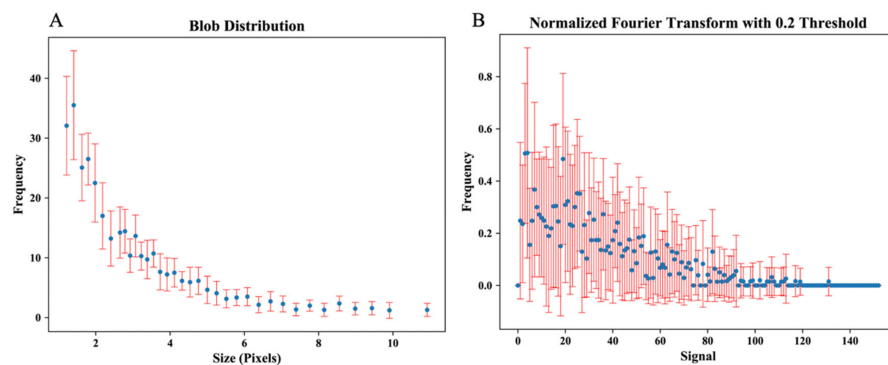 A
Blob Distribution
Frequency
40
30
20
10
0
2
4
6
8
10
Size (Pixels)
B
Normalized Fourier Transform with 0.2 Threshold
Frequency
0.8
0.6
0.4
0.2
0.0
0
20
40
60
80
100
120
140
Signal